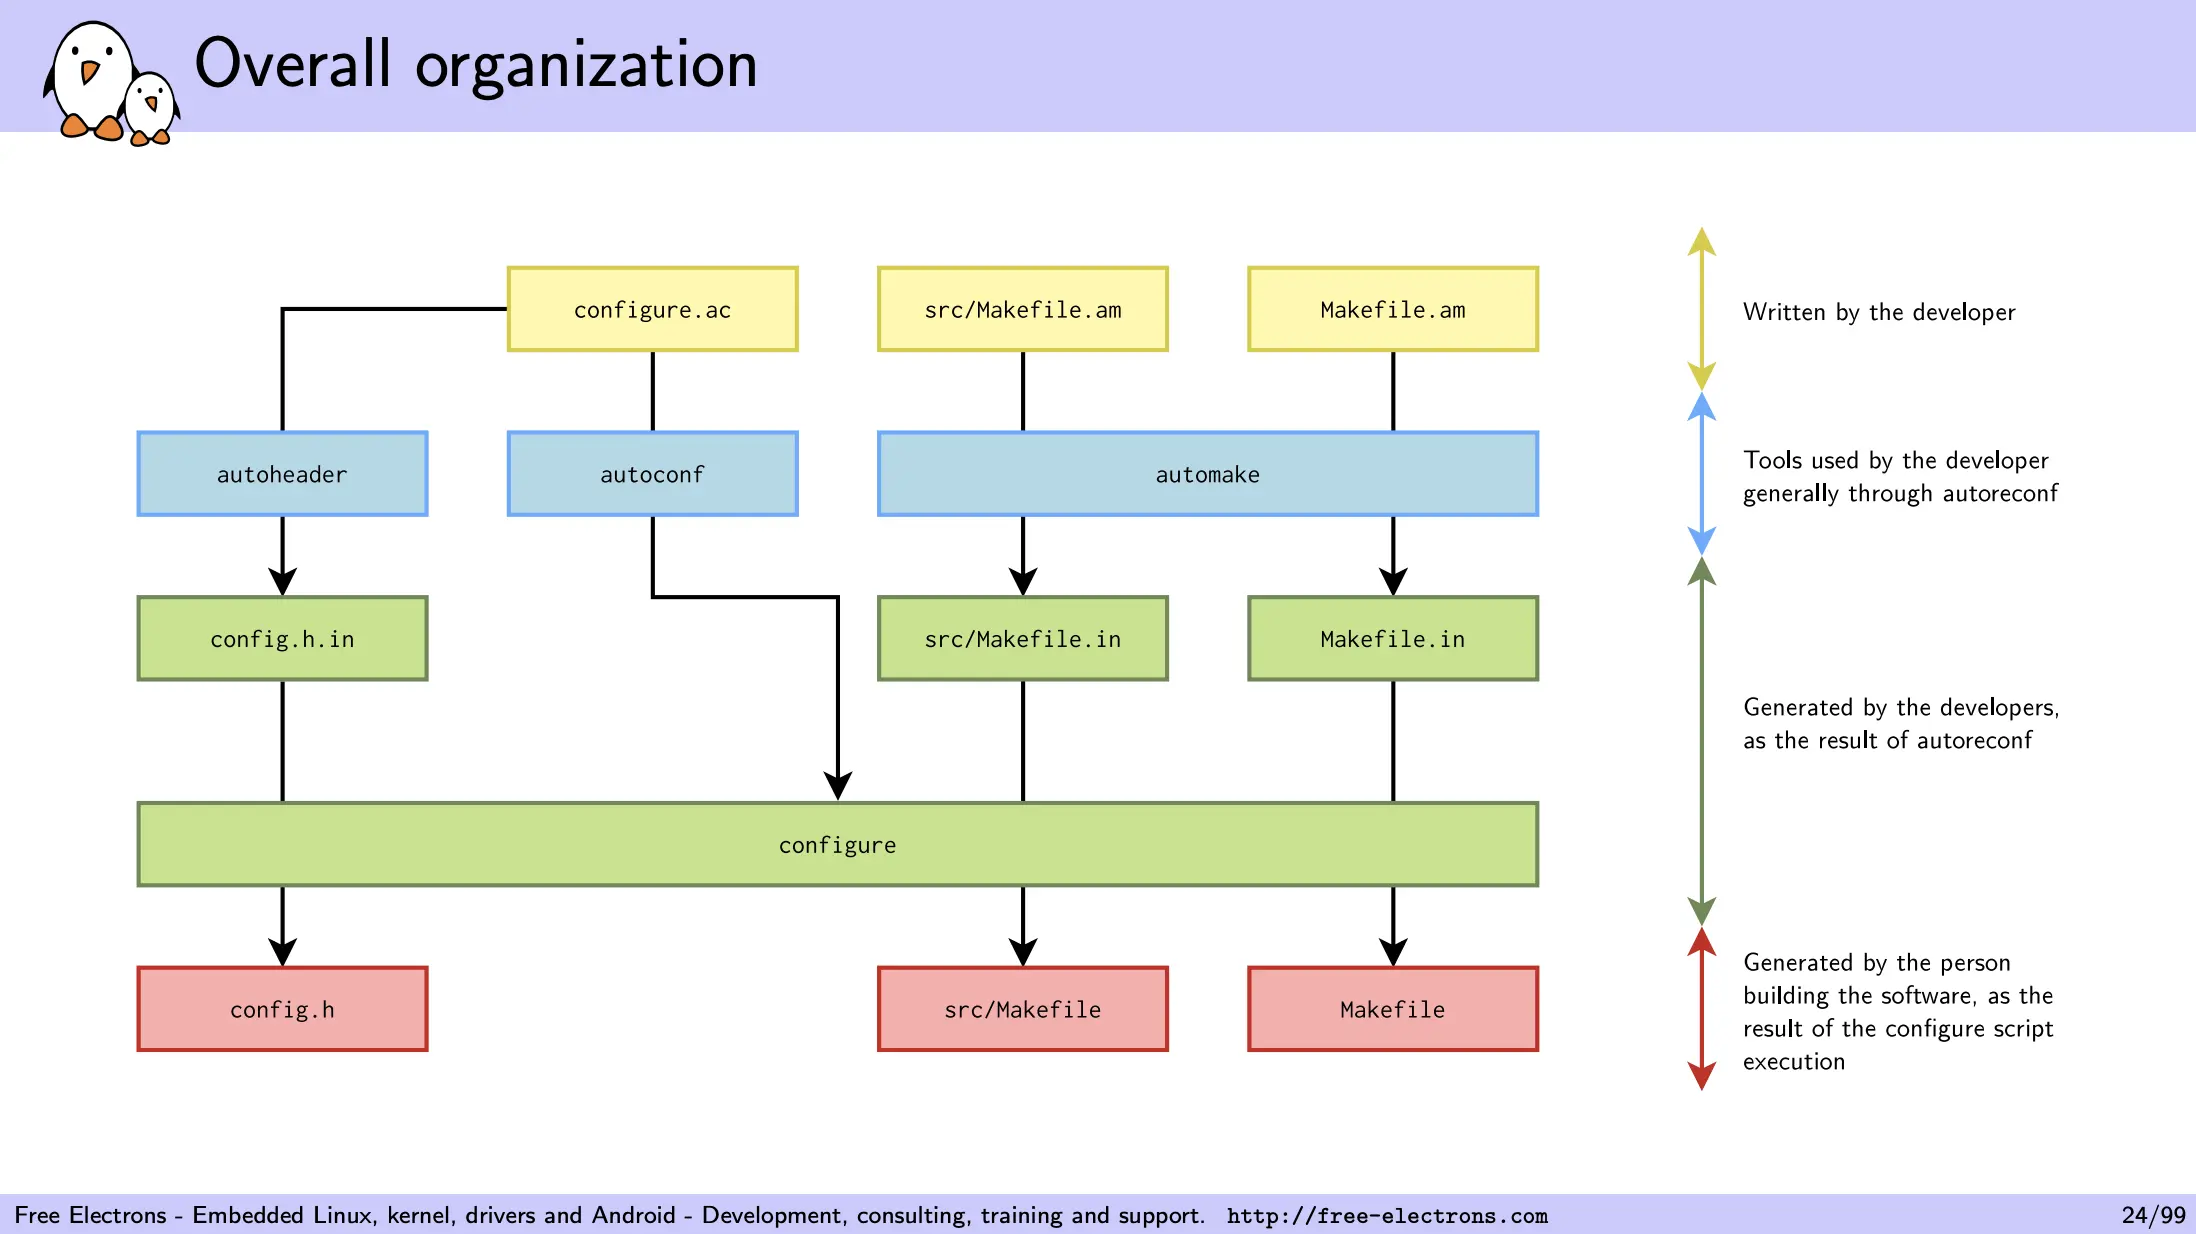 Overall organization
configure.ac
src/Makefile.am
Makefile.am
Written by the developer
autoheader
autoconf
automake
Tools used by the developer
generally through autoreconf
config.h.in
src/Makefile.in
Makefile.in
Generated by the developers,
as the result of autoreconf
configure
config.h
src/Makefile
Makefile
Generated by the person
building the software, as the
result of the configure script
execution
Free Electrons - Embedded Linux, kernel, drivers and Android - Development, consulting, training and support. http://free-electrons.com
24/99